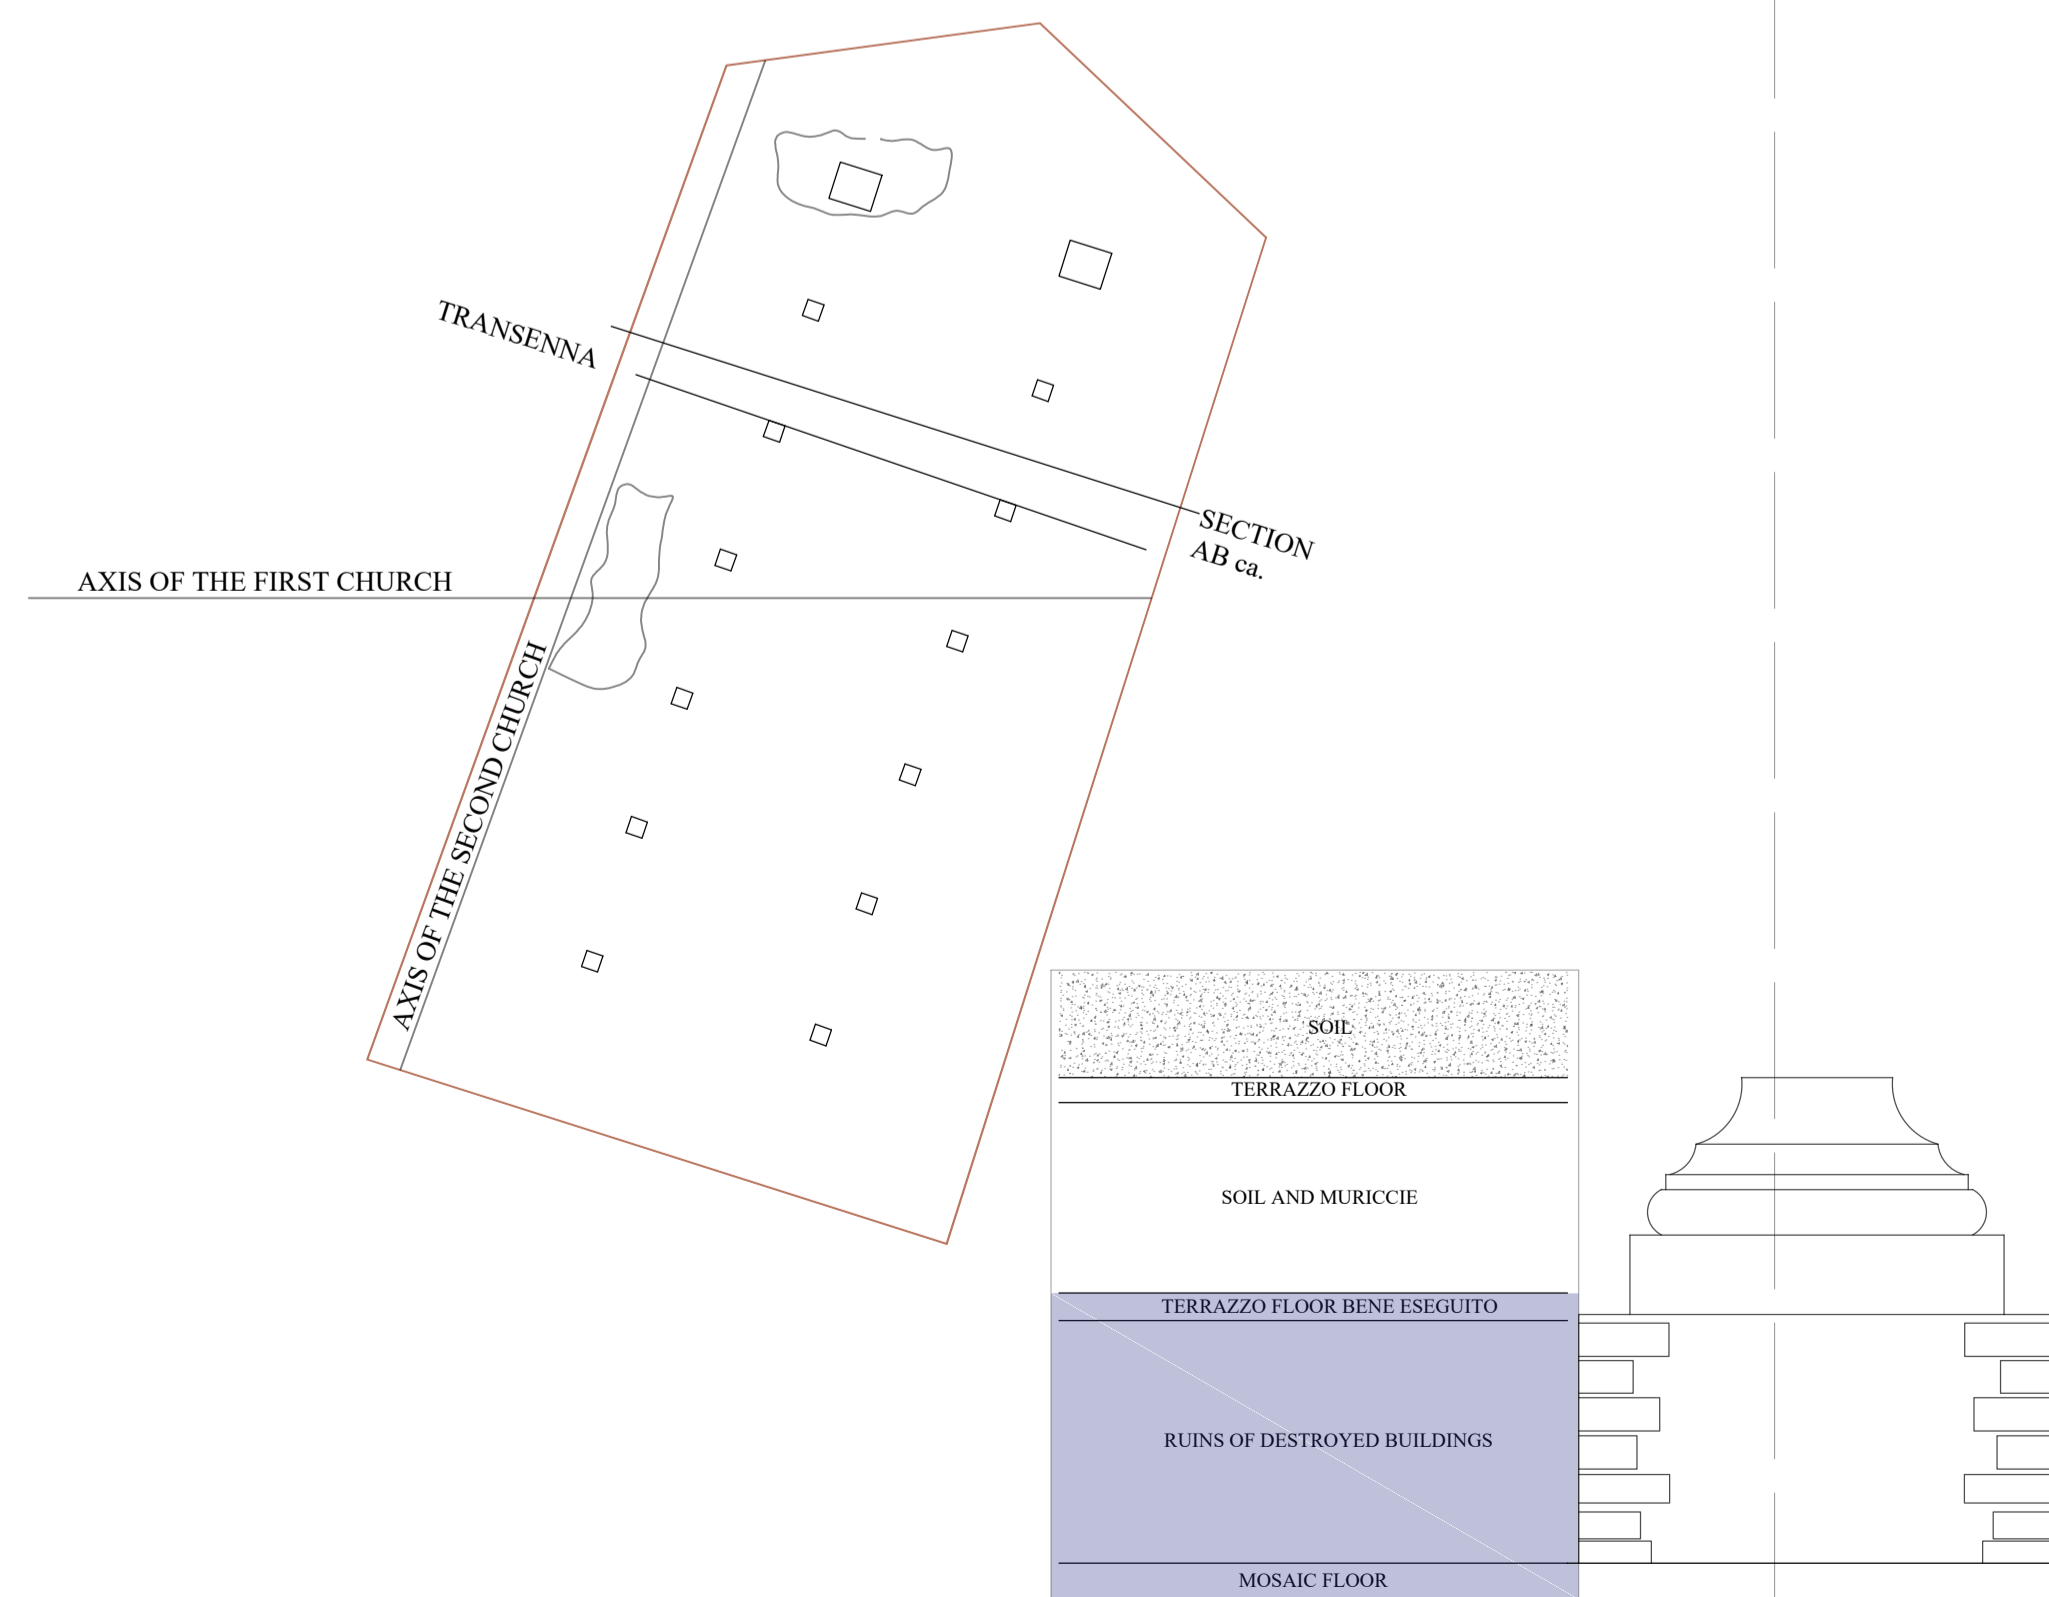 TRANSENNA
SECTION
AB ca.
AXIS OF THE FIRST CHURCH
AXIS OF THE SECOND CHURCH
SOIL
TERRAZZO FLOOR
SOIL AND MURICCIE
TERRAZZO FLOOR BENE ESEGUITO
RUINS OF DESTROYED BUILDINGS
MOSAIC FLOOR